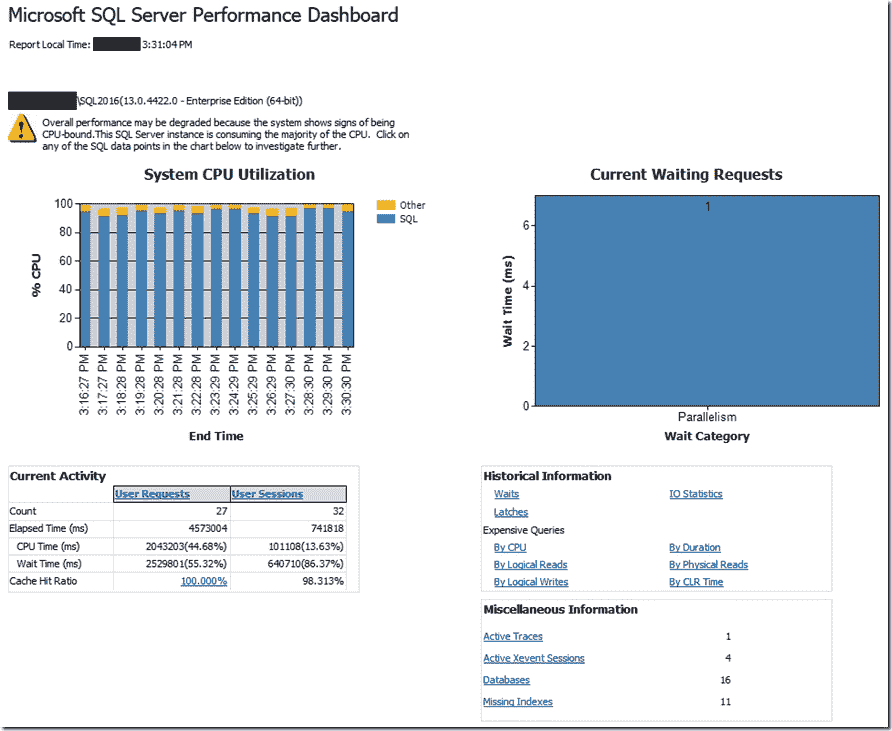 Microsoft SQL Server Performance Dashboard
Report Local Time: 3:31:04 PM
\SQL2016(13.0.4422.0 - Enterprise Edition (64-bit))
Overall performance may be degraded because the system shows signs of being
CPU-bound.This SQL Server instance is consuming the majority of the CPU. Click on
any of the SQL data points in the chart below to investigate further.
System CPU Utilization
100
80
60
40
20
0
% CPU
Other
SQL
3:16:27 PM
3:17:27 PM
3:18:28 PM
3:19:28 PM
3:20:28 PM
3:21:28 PM
3:22:28 PM
3:23:29 PM
3:24:29 PM
3:25:29 PM
3:26:29 PM
3:27:30 PM
3:28:30 PM
3:29:30 PM
3:30:30 PM
End Time
Current Waiting Requests
1
6
4
2
0
Wait Time (ms)
Parallelism
Wait Category
Current Activity
User Requests User Sessions
Count 27 32
Elapsed Time (ms) 4573004 741818
CPU Time (ms) 2043203(44.68%) 101108(13.63%)
Wait Time (ms) 2529801(55.32%) 640710(86.37%)
Cache Hit Ratio 100.000% 98.313%
Historical Information
Waits IO Statistics
Latches
Expensive Queries
By CPU By Duration
By Logical Reads By Physical Reads
By Logical Writes By CLR Time
Miscellaneous Information
Active Traces 1
Active Xevent Sessions 4
Databases 16
Missing Indexes 11